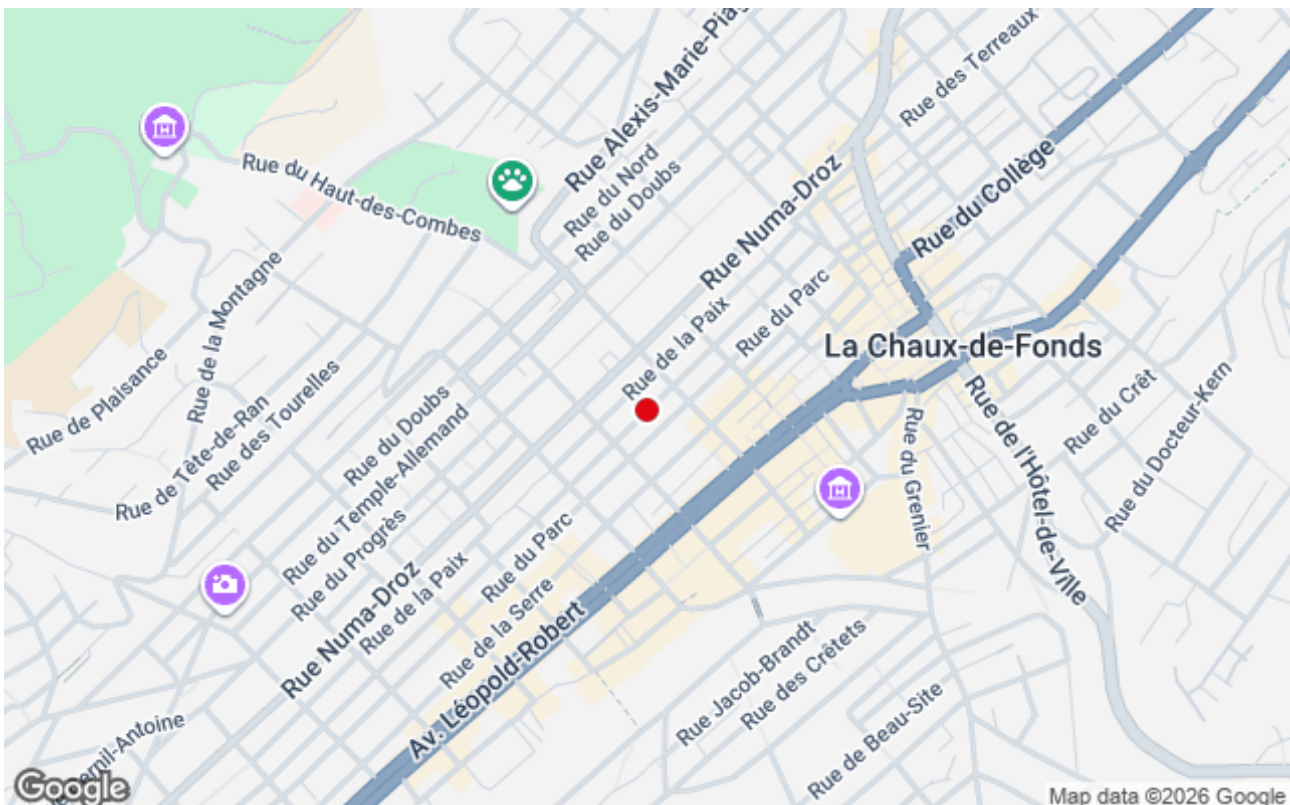 Rue Alexis-Marie-Piag
Rue des Terreaux
Rue du Nord
Rue du Doubs
Rue du Collège
Rue du Haut-des-Combes
Rue Numa-Droz
Rue de la Montagne
Rue du Parc
Rue de la Paix
La Chaux-de-Fonds
Rue de Plaisance
Rue des Tourelles
Rue de Tête-de-Ran
Rue du Doubs
Rue du Temple-Allemand
Rue du Progrès
Rue du Crêt
Rue du Docteur-Kern
Rue de l'Hôtel-de-Ville
Rue du Grenier
Rue du Parc
Rue de la Paix
Rue Numa-Droz
Rue de la Serre
Av. Léopold-Robert
Rue Jacob-Brandt
Rue des Crêtets
Rue de Beau-Site
ernil-Antoine
Google
Map data ©2026 Google